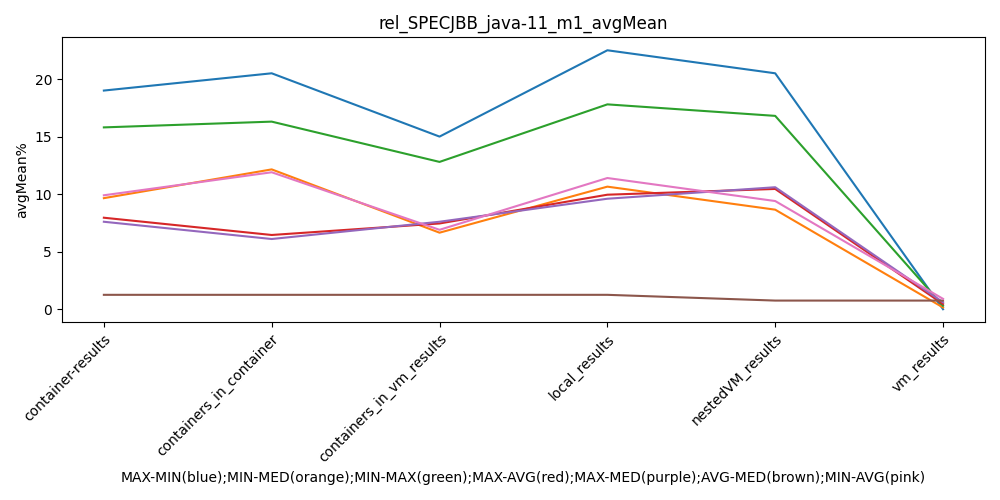 rel_SPECJBB_java-11_m1_avgMean
avgMean%
20
15
10
5
0
container-results
containers_in_container
containers_in_vm_results
local_results
nestedVM_results
vm_results
MAX-MIN(blue);MIN-MED(orange);MIN-MAX(green);MAX-AVG(red);MAX-MED(purple);AVG-MED(brown);MIN-AVG(pink)